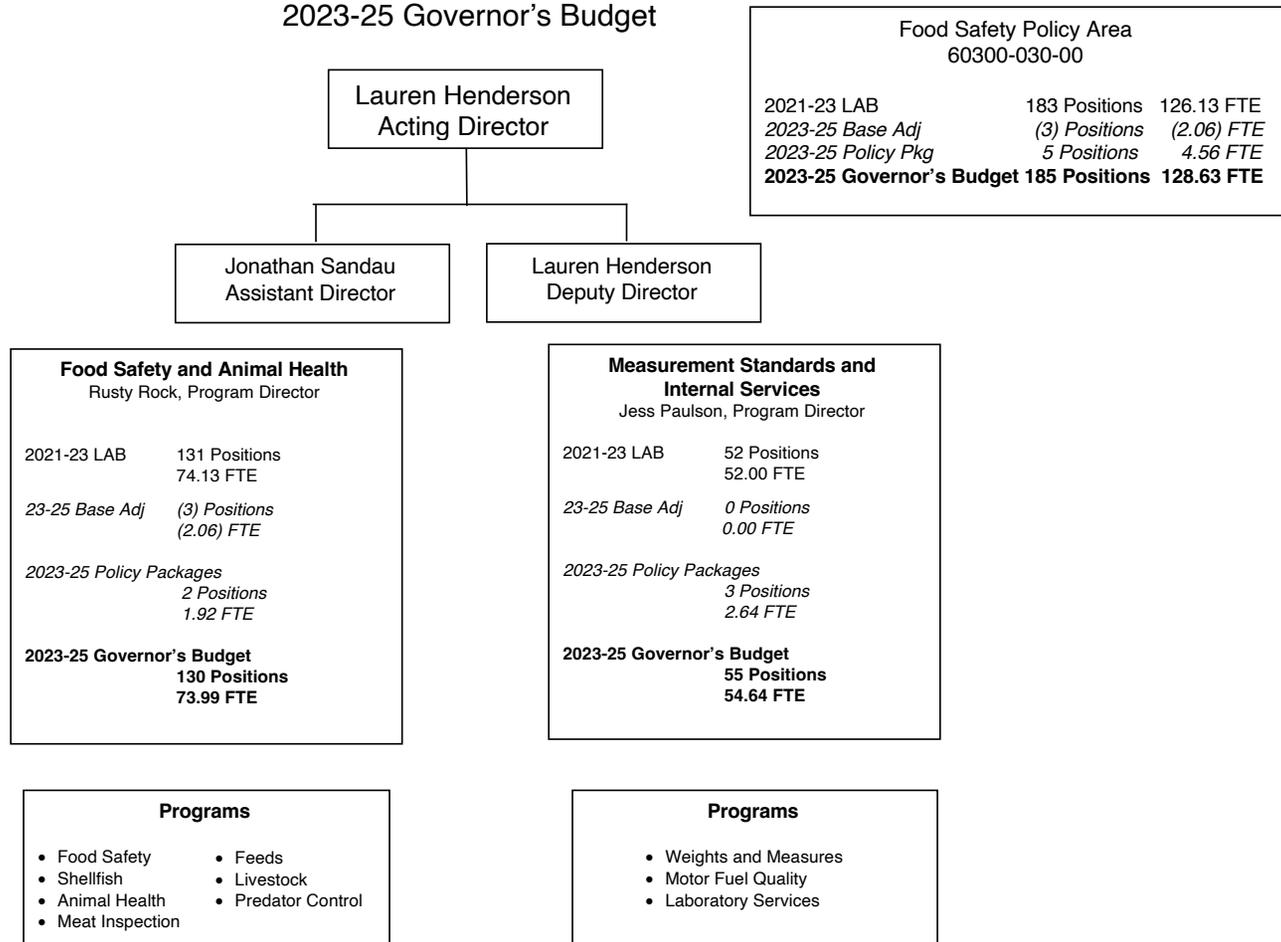 2023-25 Governor's Budget
Food Safety Policy Area
60300-030-00
2021-23 LAB 183 Positions 126.13 FTE
2023-25 Base Adj (3) Positions (2.06) FTE
2023-25 Policy Pkg 5 Positions 4.56 FTE
2023-25 Governor's Budget 185 Positions 128.63 FTE
Lauren Henderson
Acting Director
Jonathan Sandau
Assistant Director
Lauren Henderson
Deputy Director
Food Safety and Animal Health
Rusty Rock, Program Director
2021-23 LAB 131 Positions
74.13 FTE
23-25 Base Adj (3) Positions
(2.06) FTE
2023-25 Policy Packages
2 Positions
1.92 FTE
2023-25 Governor's Budget
130 Positions
73.99 FTE
Measurement Standards and
Internal Services
Jess Paulson, Program Director
2021-23 LAB 52 Positions
52.00 FTE
23-25 Base Adj 0 Positions
0.00 FTE
2023-25 Policy Packages
3 Positions
2.64 FTE
2023-25 Governor's Budget
55 Positions
54.64 FTE
Programs
• Food Safety
• Shellfish
• Animal Health
• Meat Inspection
• Feeds
• Livestock
• Predator Control
Programs
• Weights and Measures
• Motor Fuel Quality
• Laboratory Services